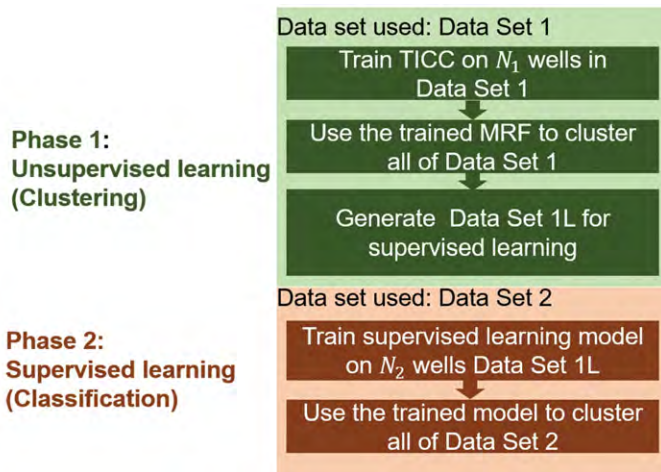 Data set used: Data Set 1
Train TICC on N₁ wells in
Data Set 1
Phase 1:
Unsupervised learning
(Clustering)
Use the trained MRF to cluster
all of Data Set 1
Generate Data Set 1L for
supervised learning
Data set used: Data Set 2
Phase 2:
Supervised learning
(Classification)
Train supervised learning model
on N₂ wells Data Set 1L
Use the trained model to cluster
all of Data Set 2